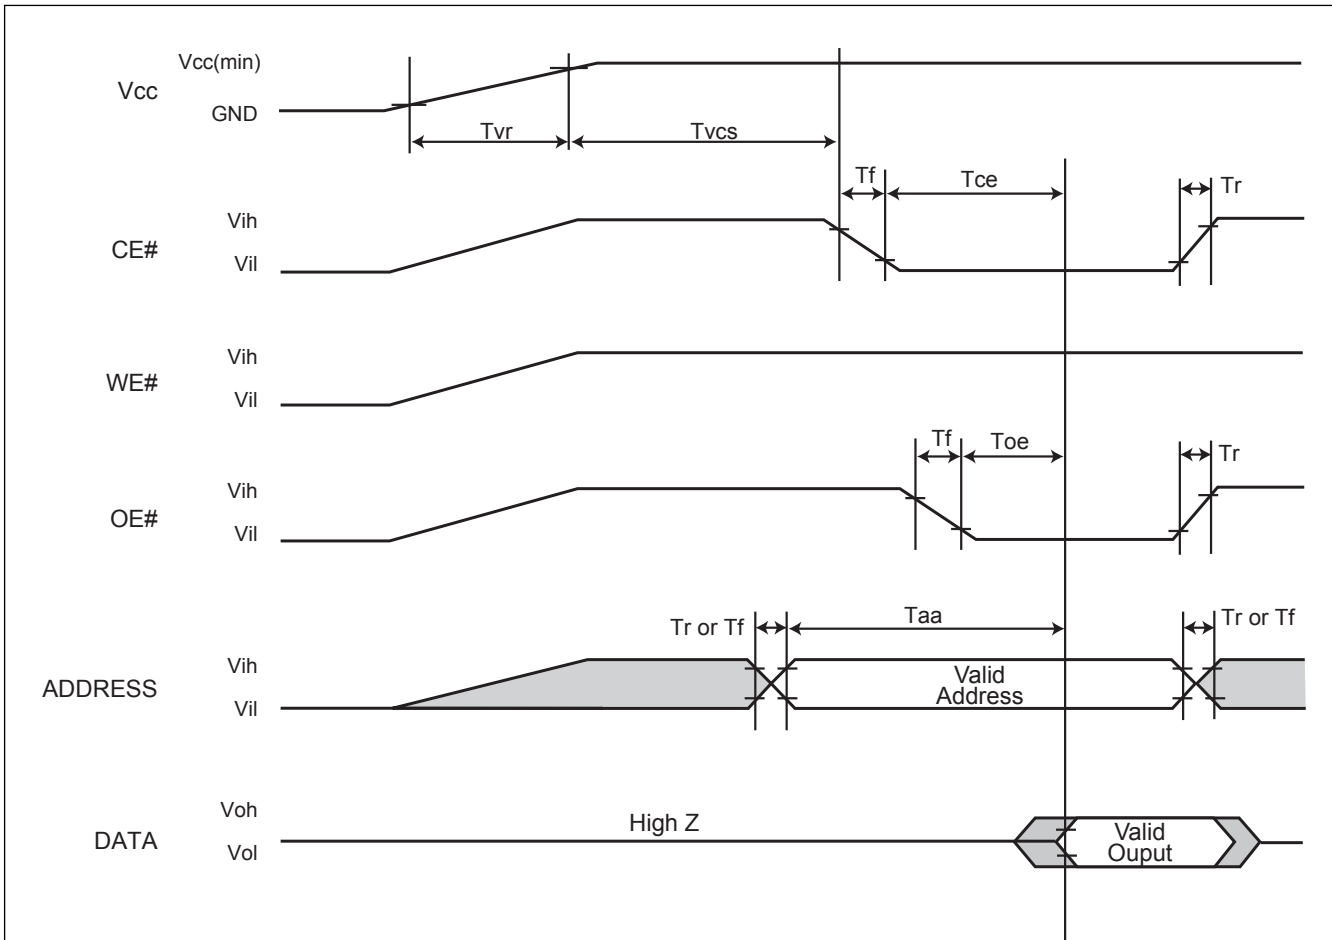 Vcc(min)
Vcc
GND
Tvr
Tvcs
Tf
Tce
Tr
Vih
CE#
Vil
Vih
WE#
Vil
Tf
Toe
Tr
Vih
OE#
Vil
Tr or Tf
Taa
Tr or Tf
Vih
ADDRESS
Vil
Valid
Address
Voh
DATA
Vol
High Z
Valid
Ouput